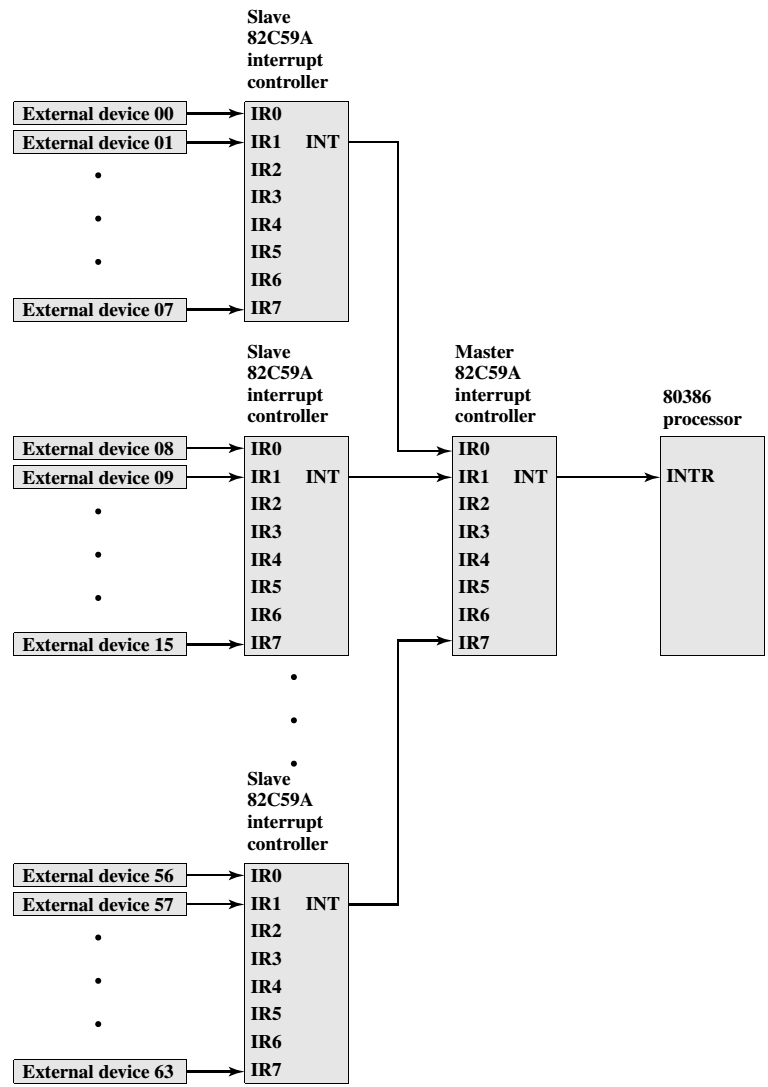 Slave
82C59A
interrupt
controller
External device 00
IR0
External device 01
IR1 INT
IR2
IR3
IR4
IR5
IR6
External device 07
IR7
Slave
82C59A
interrupt
controller
Master
82C59A
interrupt
controller
80386
processor
External device 08
IR0
IR0
External device 09
IR1 INT
IR1 INT
INTR
IR2
IR2
IR3
IR3
IR4
IR4
IR5
IR5
IR6
IR6
External device 15
IR7
IR7
Slave
82C59A
interrupt
controller
External device 56
IR0
External device 57
IR1 INT
IR2
IR3
IR4
IR5
IR6
External device 63
IR7